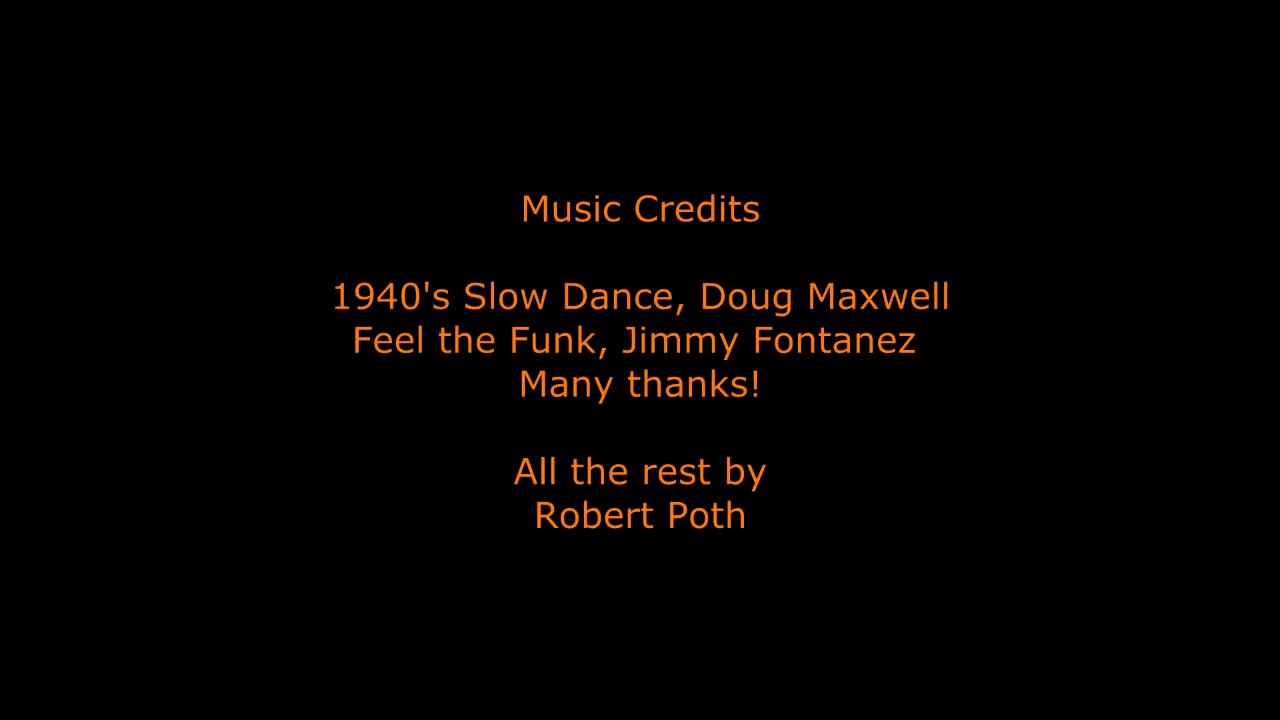 Music Credits
1940's Slow Dance, Doug Maxwell
Feel the Funk, Jimmy Fontanez
Many thanks!
All the rest by
Robert Poth